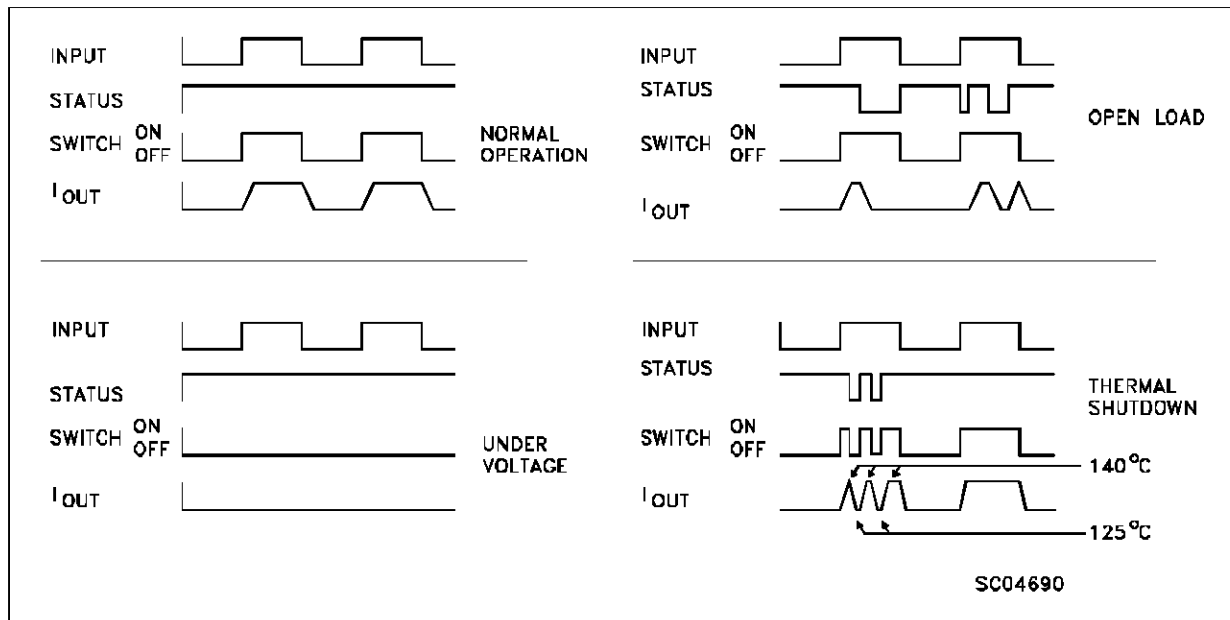 INPUT
STATUS
SWITCH ON
OFF
I OUT
NORMAL
OPERATION
INPUT
STATUS
SWITCH ON
OFF
I OUT
OPEN LOAD
INPUT
STATUS
SWITCH ON
OFF
I OUT
UNDER
VOLTAGE
INPUT
STATUS
SWITCH ON
OFF
I OUT
THERMAL
SHUTDOWN
140°C
125°C
SC04690